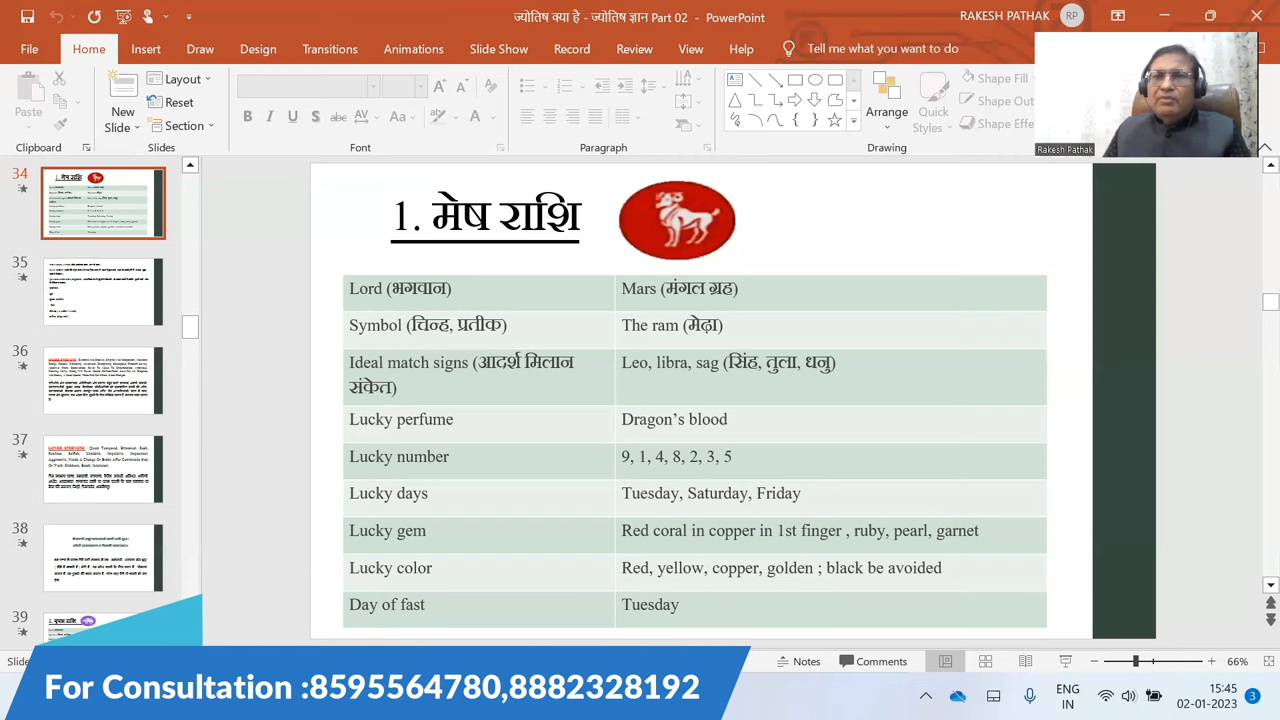 ज्योतिष क्या है - ज्योतिष ज्ञान Part 02 - PowerPoint
RAKESH PATHAK RP
File Home Insert Draw Design Transitions Animations Slide Show Record Review View Help Tell me what you want to do
Paste
New Slide
Layout
Reset
Section
Arrange
Quick Styles
Shape Fill
Shape Out
Shape Effe
Clipboard Slides Font Paragraph Drawing
Rakesh Pathak
34
35
36
37
38
39
1. मेष राशि
Lord (भगवान) Mars (मंगल ग्रह)
Symbol (चिन्ह, प्रतीक) The ram (मेढ़ा)
Ideal match signs (आदर्श मिलान संकेत) Leo, libra, sag (सिंह, तुला, धनु)
Lucky perfume Dragon’s blood
Lucky number 9, 1, 4, 8, 2, 3, 5
Lucky days Tuesday, Saturday, Friday
Lucky gem Red coral in copper in 1st finger , ruby, pearl, garnet
Lucky color Red, yellow, copper, golden ; black be avoided
Day of fast Tuesday
Notes Comments 66%
For Consultation :8595564780,8882328192
ENG IN
15:45
02-01-2023
3